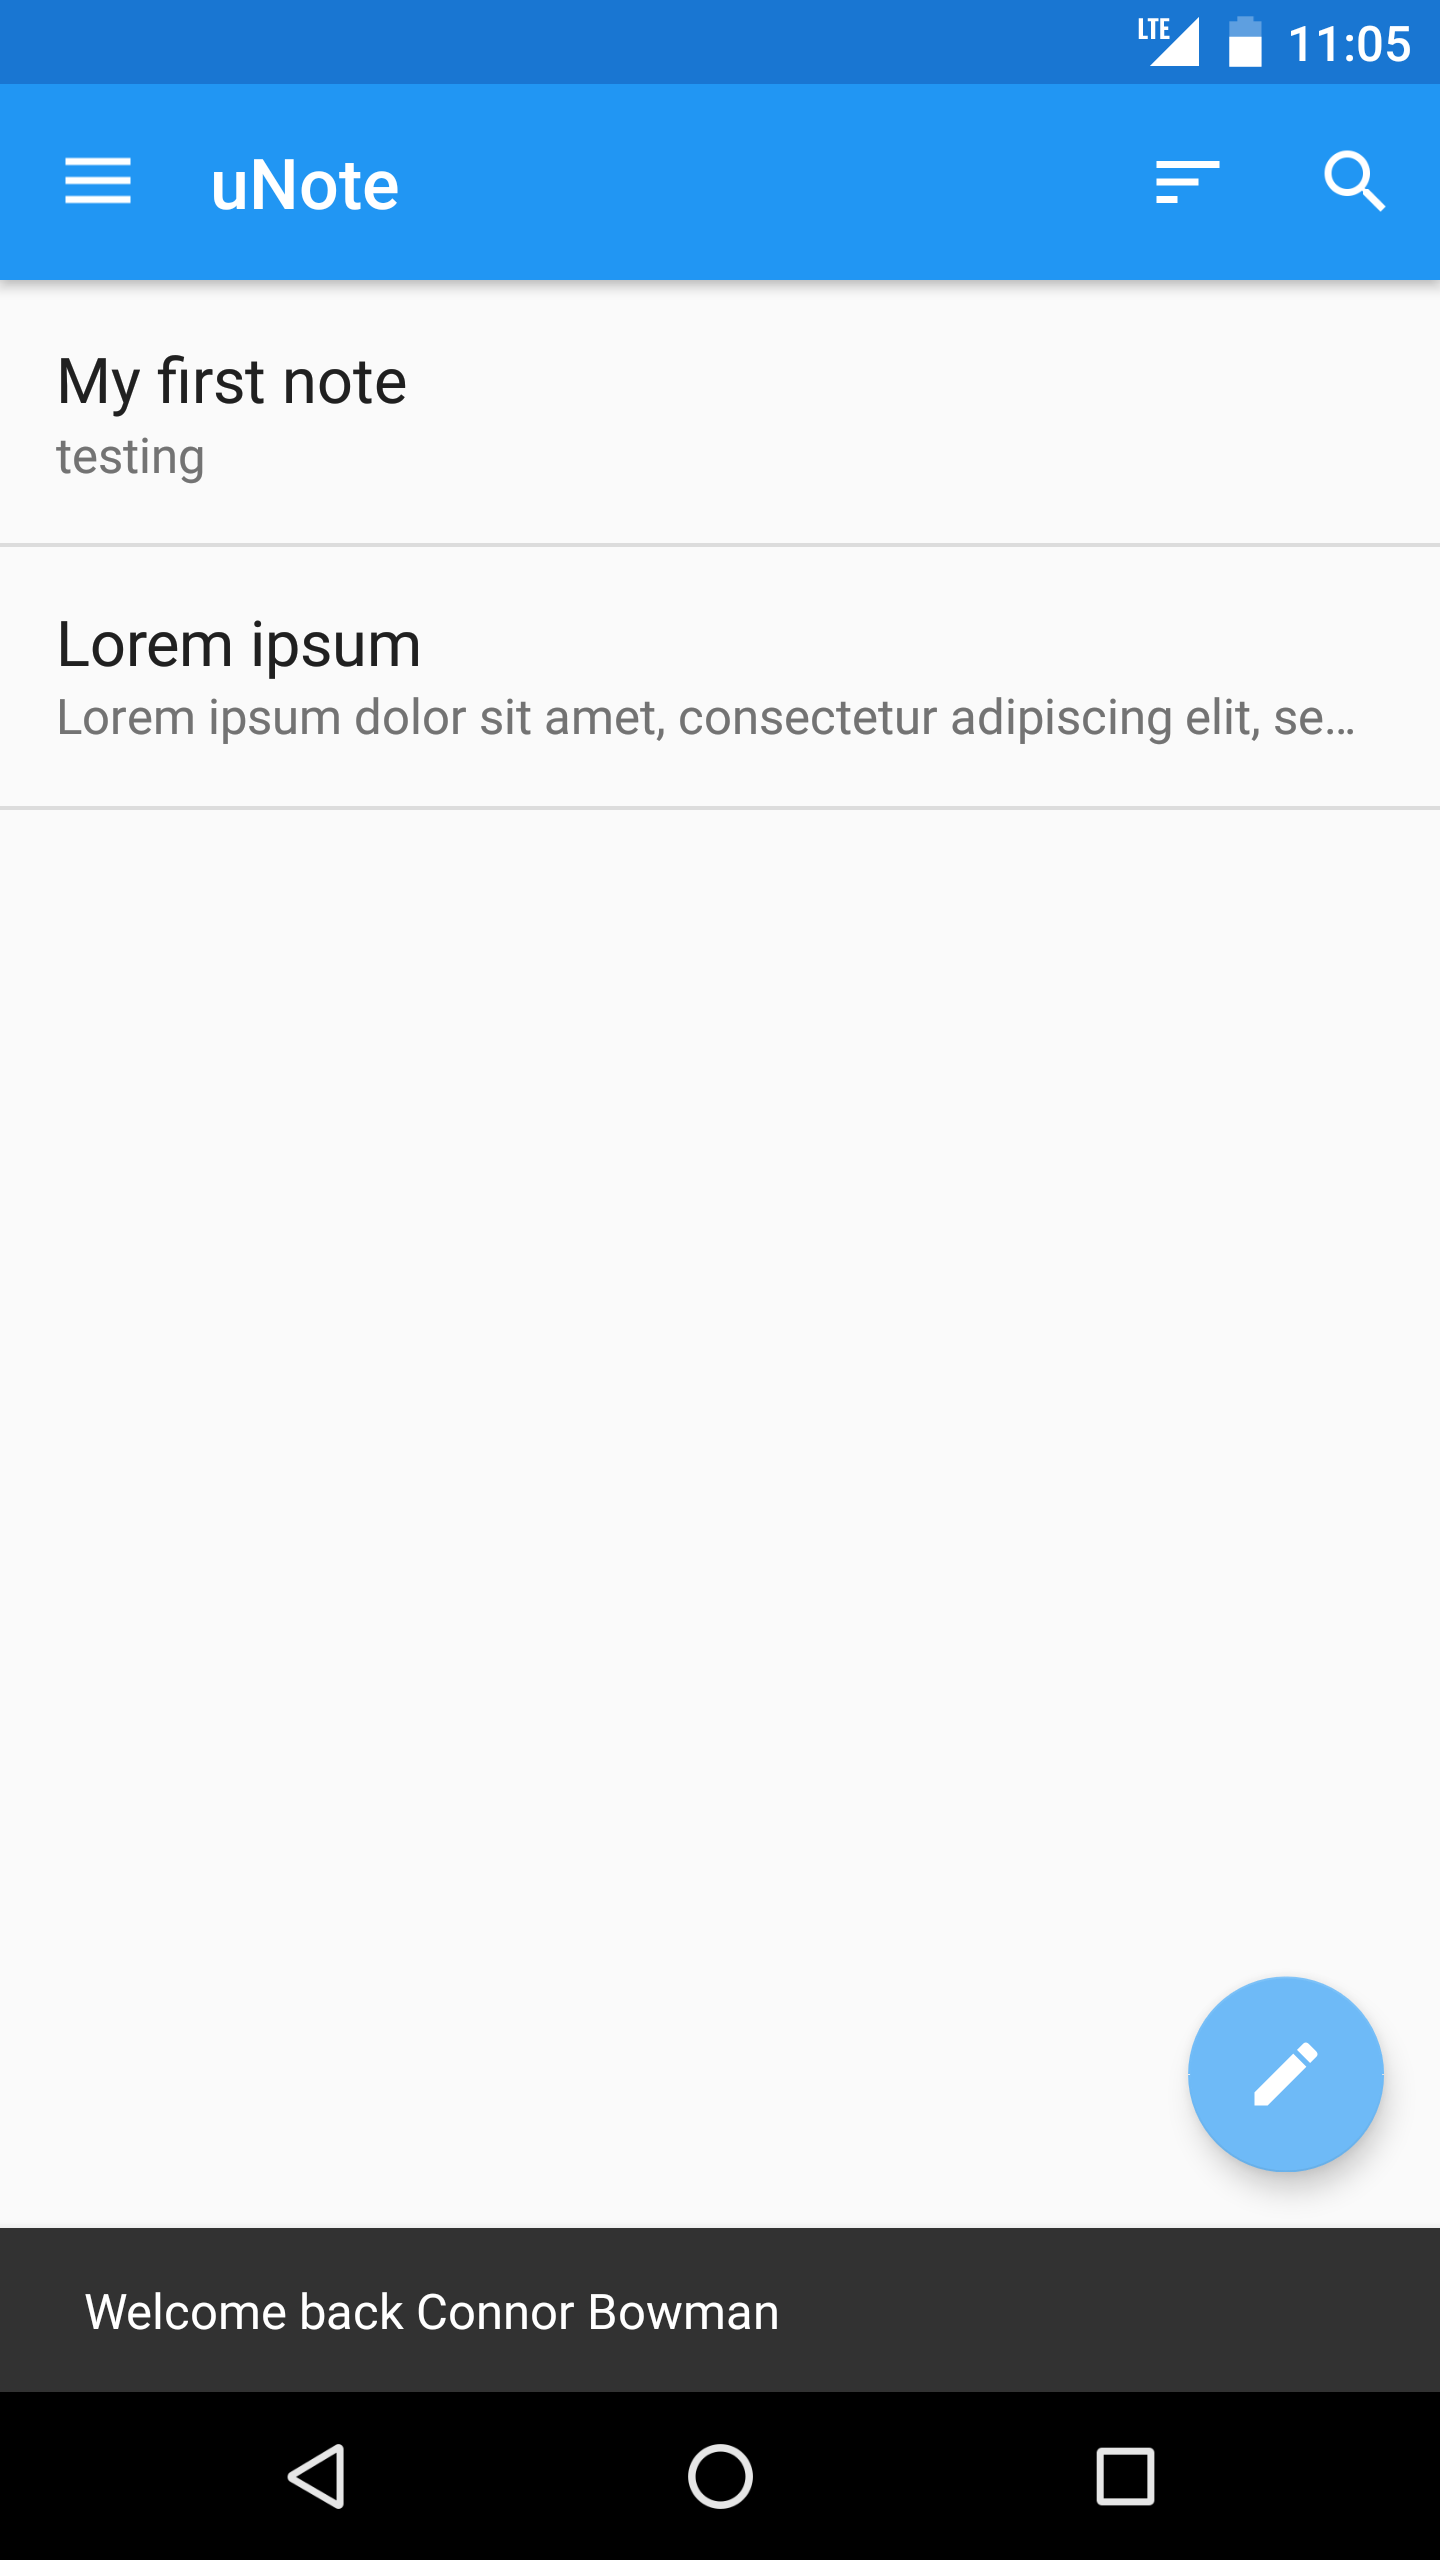 LTE 11:05
uNote
My first note
testing
Lorem ipsum
Lorem ipsum dolor sit amet, consectetur adipiscing elit, se...
Welcome back Connor Bowman